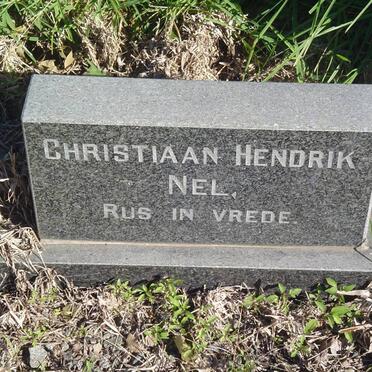 CHRISTIAAN HENDRIK
NEL.
RUS IN VREDE